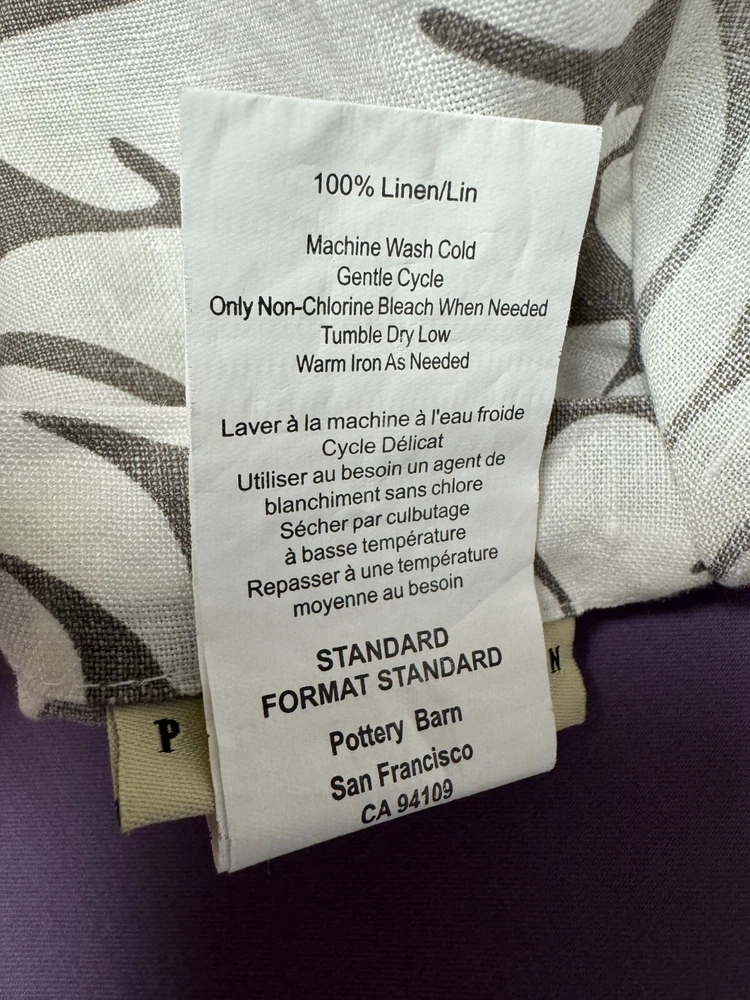 100% Linen/Lin
Machine Wash Cold
Gentle Cycle
Only Non-Chlorine Bleach When Needed
Tumble Dry Low
Warm Iron As Needed
Laver à la machine à l'eau froide
Cycle Délicat
Utiliser au besoin un agent de
blanchiment sans chlore
Sécher par culbutage
à basse température
Repasser à une température
moyenne au besoin
STANDARD
FORMAT STANDARD
Pottery Barn
San Francisco
CA 94109
P
N